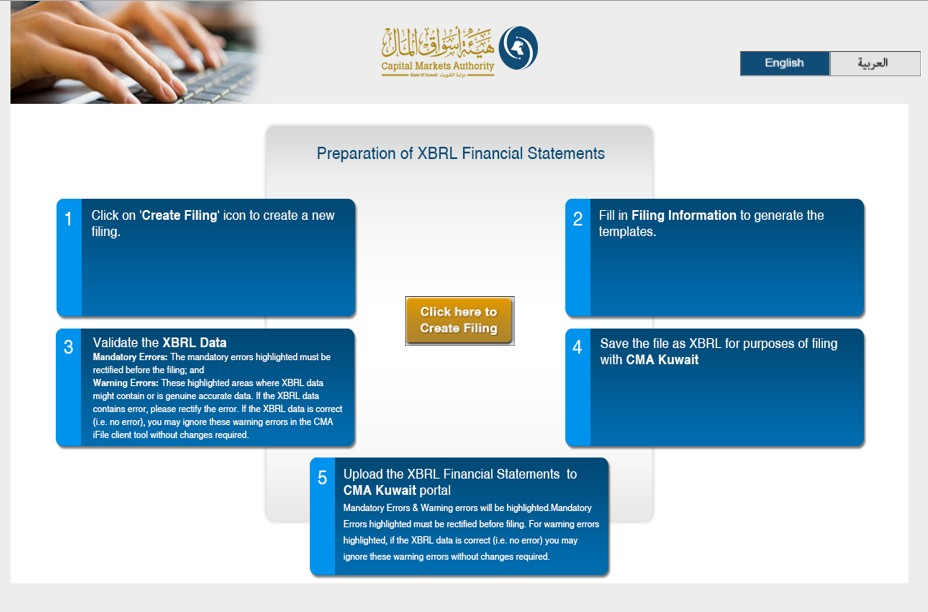 هيئة أسواق المال
Capital Markets Authority
State Of Kuwait دولة الكويت
English
العربية
Preparation of XBRL Financial Statements
1
Click on 'Create Filing' icon to create a new
filing.
2
Fill in Filing Information to generate the
templates.
Click here to
Create Filing
3
Validate the XBRL Data
Mandatory Errors: The mandatory errors highlighted must be
rectified before the filing; and
Warning Errors: These highlighted areas where XBRL data
might contain or is genuine accurate data. If the XBRL data
contains error, please rectify the error. If the XBRL data is correct
(i.e. no error), you may ignore these warning errors in the CMA
iFile client tool without changes required.
4
Save the file as XBRL for purposes of filing
with CMA Kuwait
5
Upload the XBRL Financial Statements to
CMA Kuwait portal
Mandatory Errors & Warning errors will be highlighted.Mandatory
Errors highlighted must be rectified before filing. For warning errors
highlighted, if the XBRL data is correct (i.e. no error) you may
ignore these warning errors without changes required.